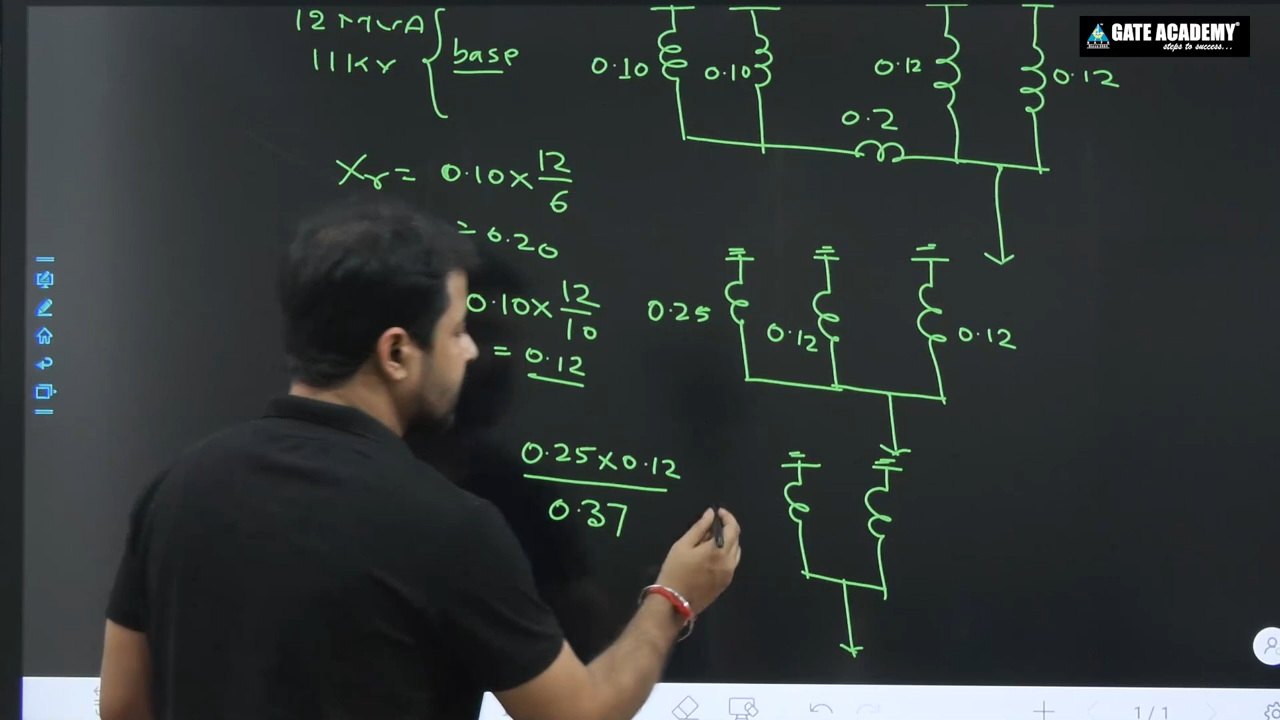 12 MVA
11KV
base
0.10
0.10
0.12
0.12
0.2
GATE ACADEMY
steps to success...
Xr = 0.10 × 12/6
= 0.20
0.10 × 12/10
= 0.12
0.25
0.12
0.12
0.25×0.12
0.37
1/1